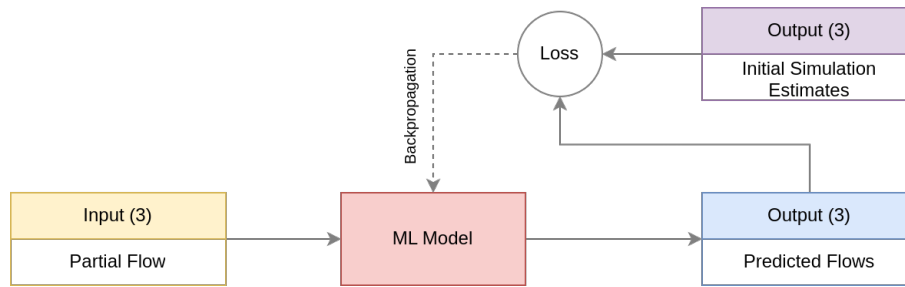 Output (3)
Initial Simulation
Estimates
Loss
Backpropagation
Input (3)
Partial Flow
ML Model
Output (3)
Predicted Flows